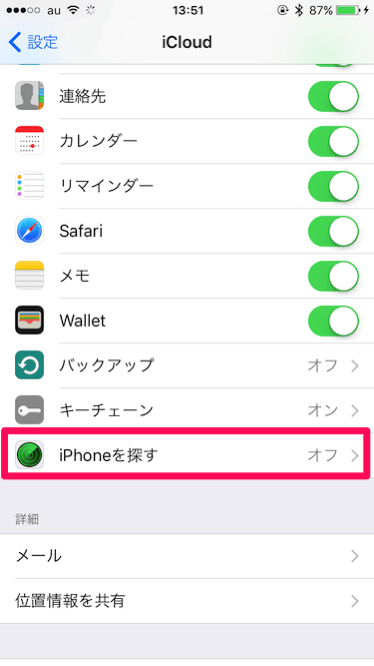 au 13:51 87%
設定 iCloud
連絡先
カレンダー
リマインダー
Safari
メモ
Wallet
バックアップ オフ
キーチェーン オン
iPhoneを探す オフ
詳細
メール
位置情報を共有